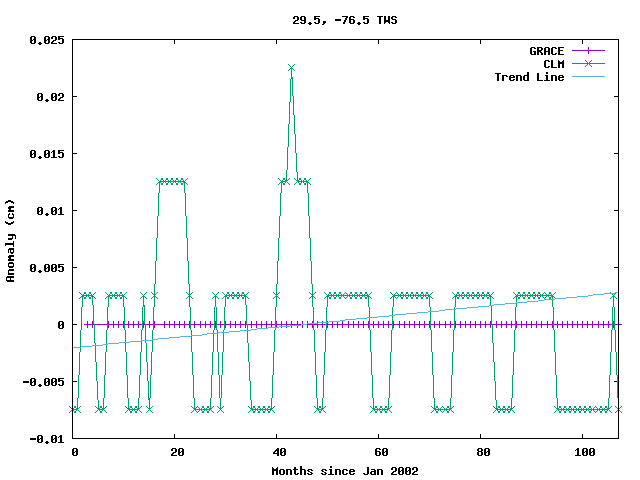 29.5, -76.5 TWS
0.025
GRACE
CLM
Trend Line
0.02
0.015
0.01
0.005
0
-0.005
-0.01
Anomaly (cm)
0 20 40 60 80 100
Months since Jan 2002